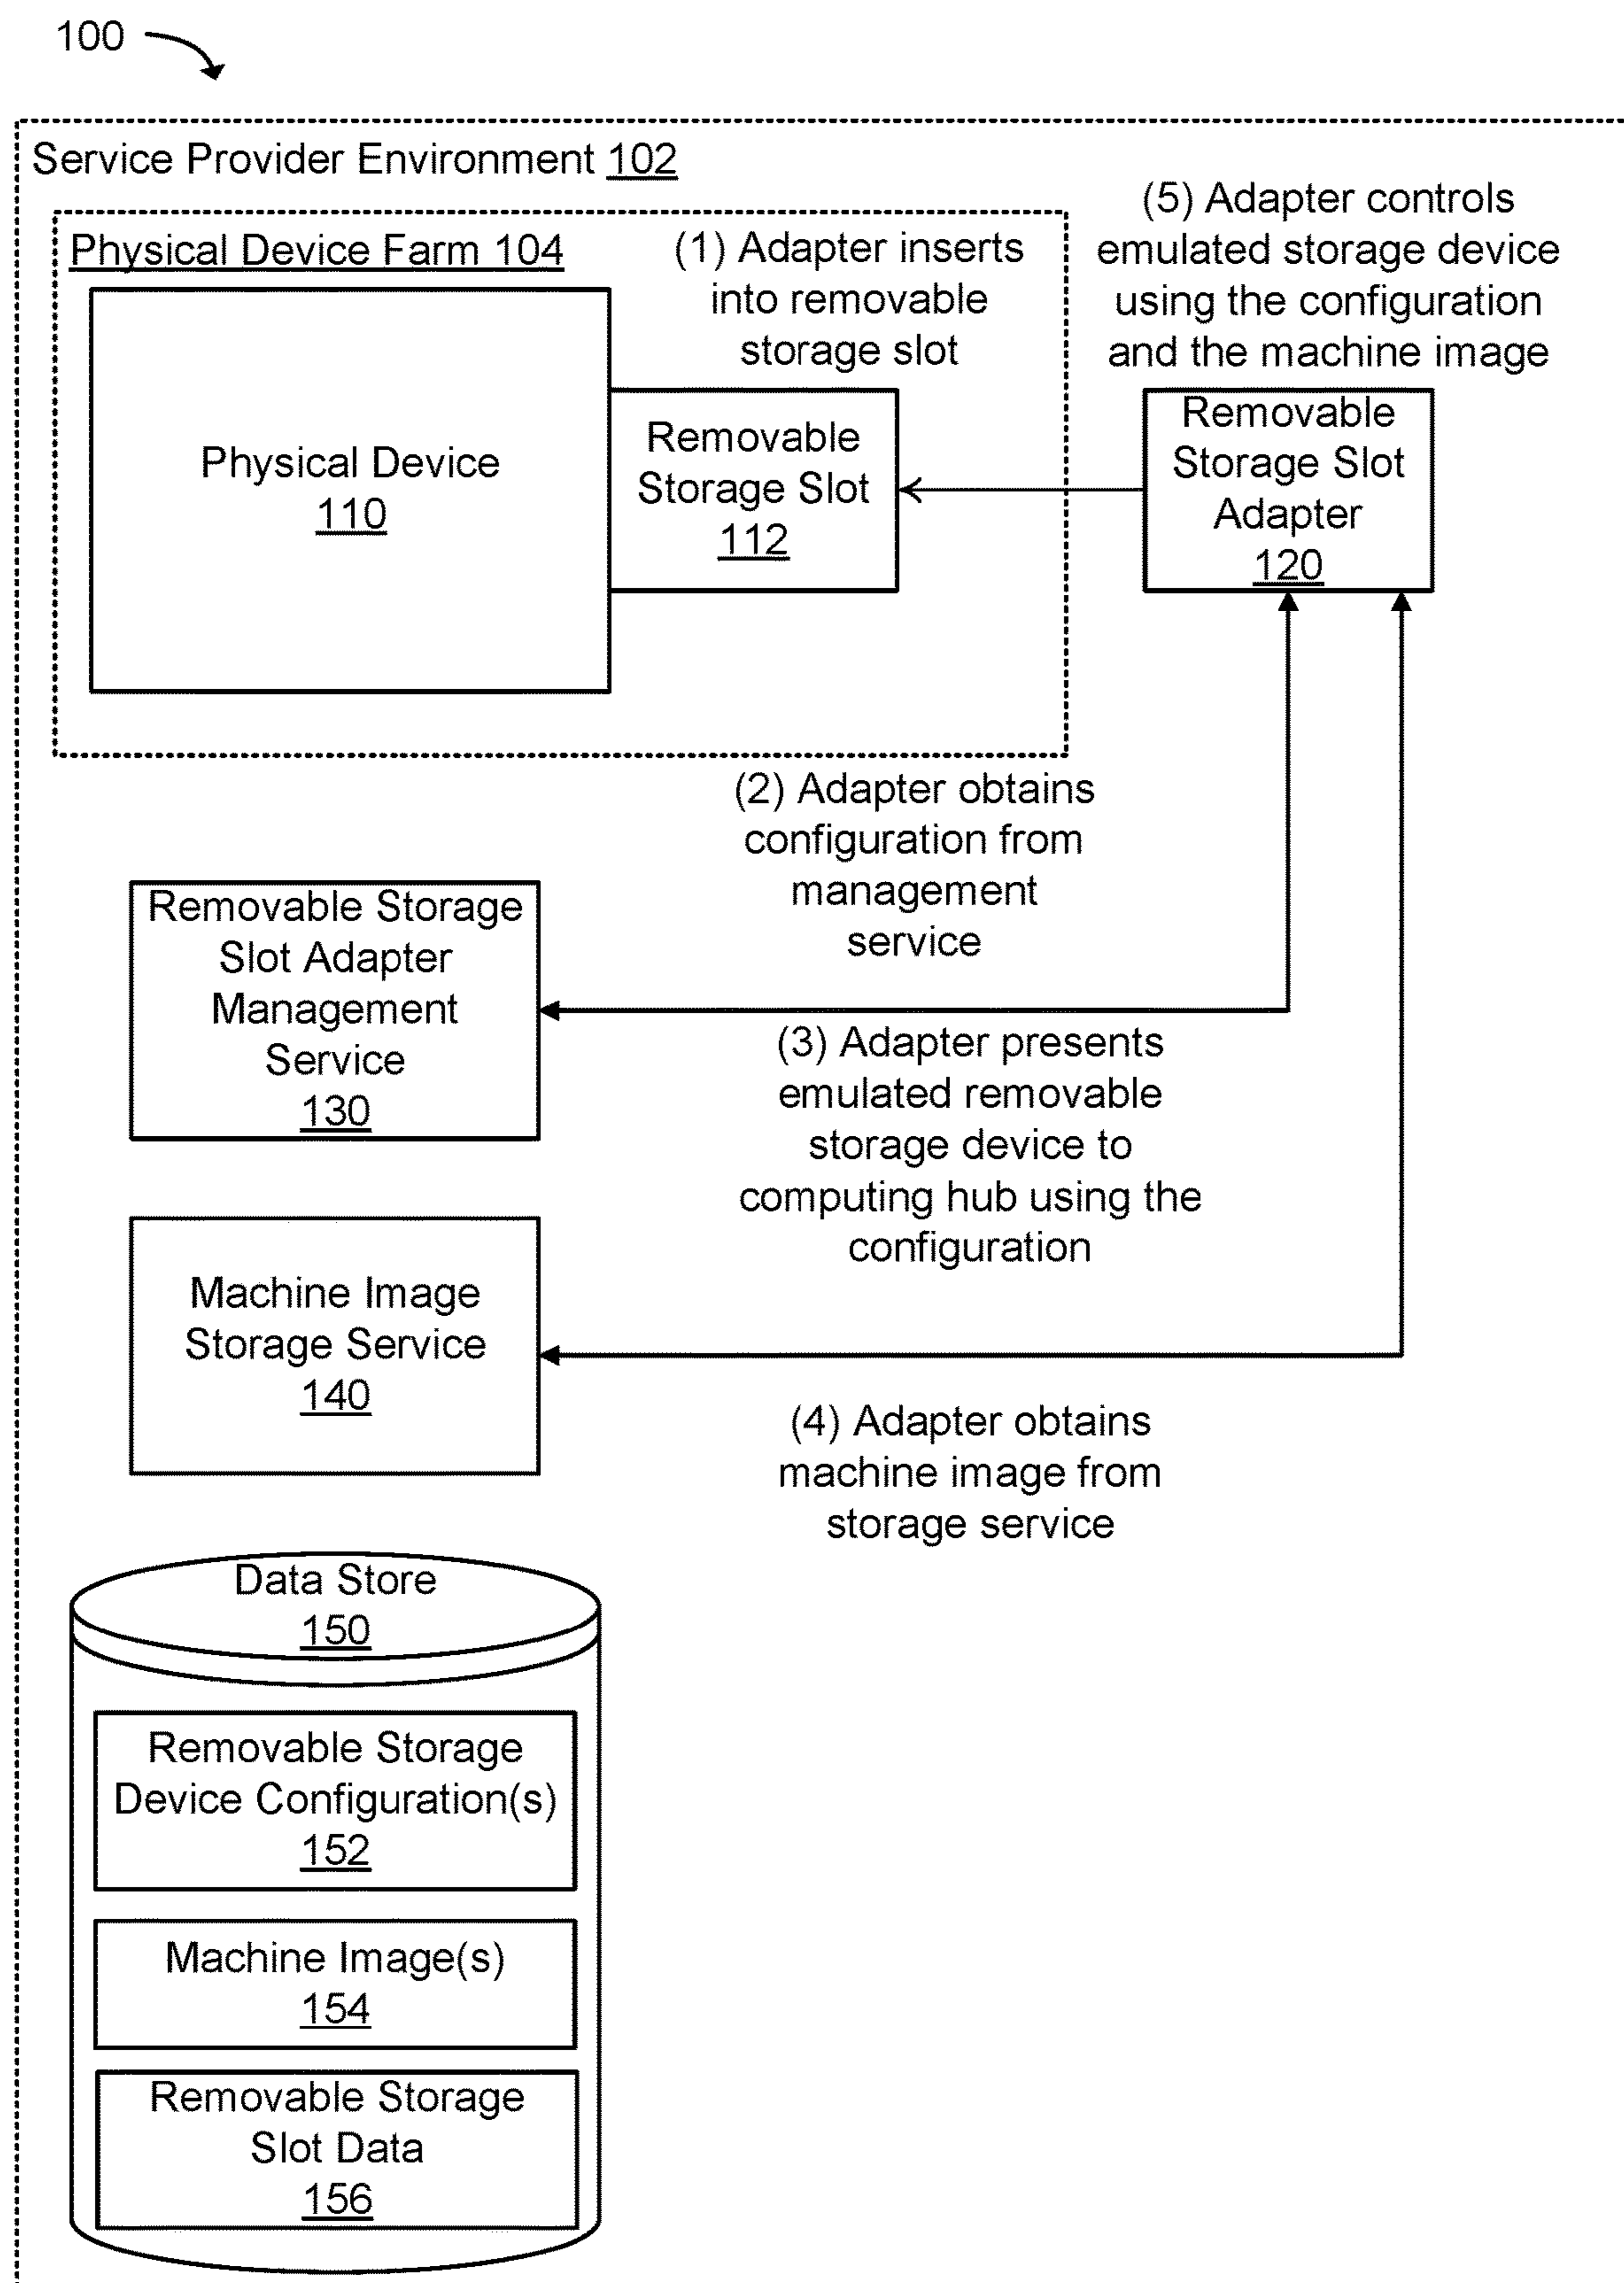 100
Service Provider Environment 102
Physical Device Farm 104
(1) Adapter inserts
into removable
storage slot
(5) Adapter controls
emulated storage device
using the configuration
and the machine image
Physical Device
110
Removable
Storage Slot
112
Removable
Storage Slot
Adapter
120
(2) Adapter obtains
configuration from
management
service
Removable Storage
Slot Adapter
Management
Service
130
(3) Adapter presents
emulated removable
storage device to
computing hub using the
configuration
Machine Image
Storage Service
140
(4) Adapter obtains
machine image from
storage service
Data Store
150
Removable Storage
Device Configuration(s)
152
Machine Image(s)
154
Removable Storage
Slot Data
156